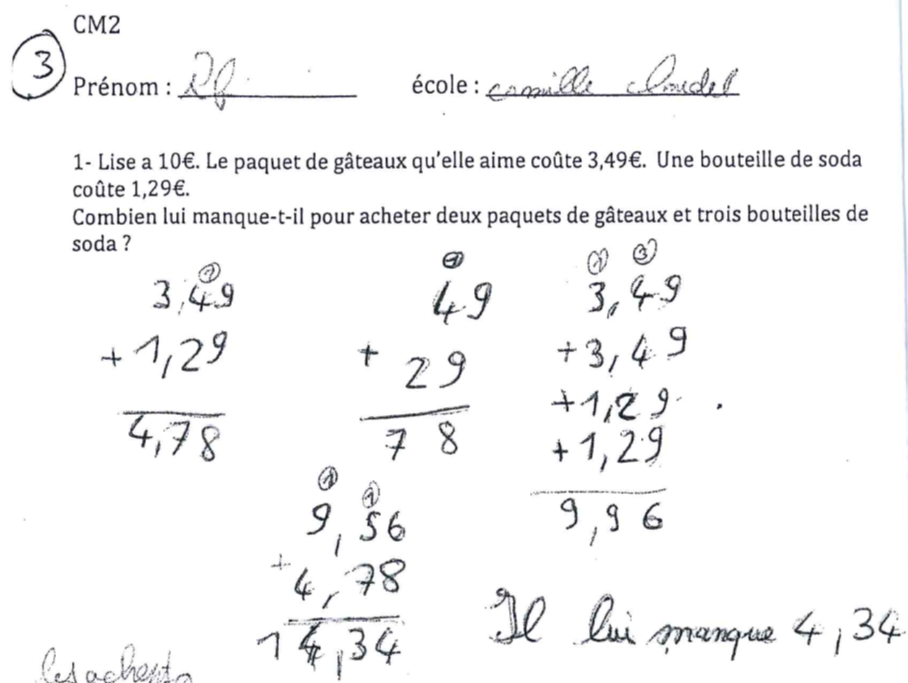 CM2
3
Prénom : école : camille cloudel
1- Lise a 10€. Le paquet de gâteaux qu'elle aime coûte 3,49€. Une bouteille de soda
coûte 1,29€.
Combien lui manque-t-il pour acheter deux paquets de gâteaux et trois bouteilles de
soda ?
1
3,49
+ 1,29
4,78
1
49
+ 29
78
1 3
3,49
+3,49
+1,29
+1,29
9,96
1 1
9,56
+ 4,78
14,34
Il lui manque 4,34